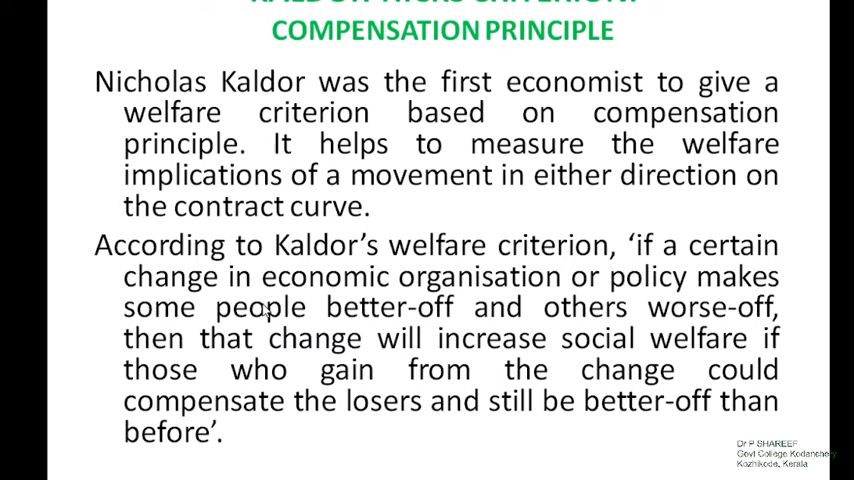 KALDOR-HICKS CRITERION:
COMPENSATION PRINCIPLE
Nicholas Kaldor was the first economist to give a
welfare criterion based on compensation
principle. It helps to measure the welfare
implications of a movement in either direction on
the contract curve.
According to Kaldor’s welfare criterion, ‘if a certain
change in economic organisation or policy makes
some people better-off and others worse-off,
then that change will increase social welfare if
those who gain from the change could
compensate the losers and still be better-off than
before’.
Dr P SHAREEF
Govt College Kodanchery
Kozhikode, Kerala